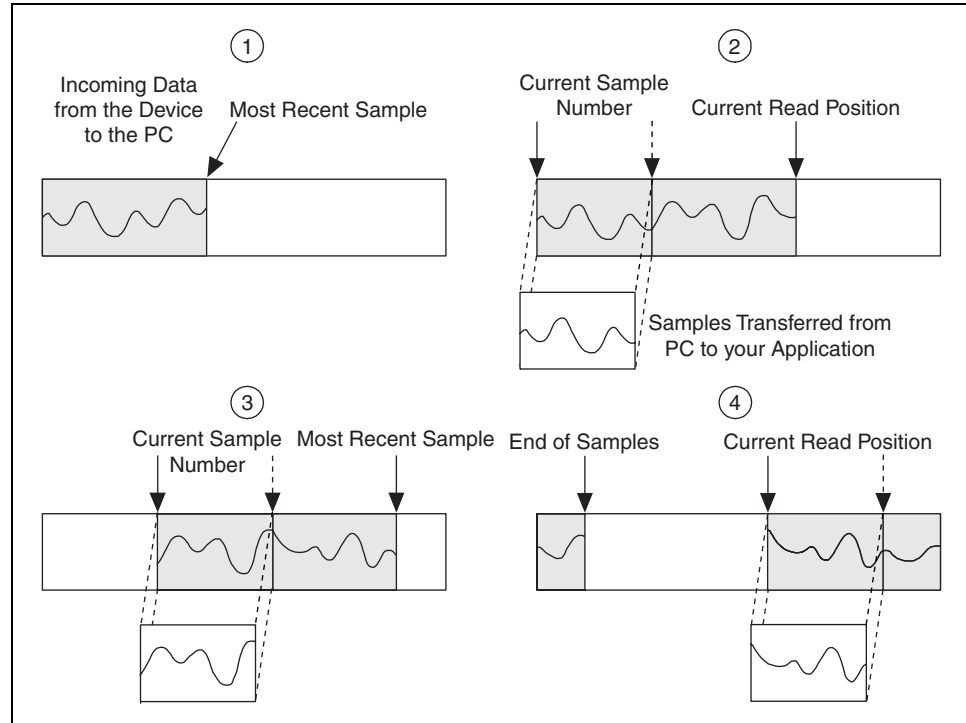 1
Incoming Data
from the Device
to the PC
Most Recent Sample
2
Current Sample
Number
Current Read Position
Samples Transferred from
PC to your Application
3
Current Sample
Number
Most Recent Sample
4
End of Samples
Current Read Position